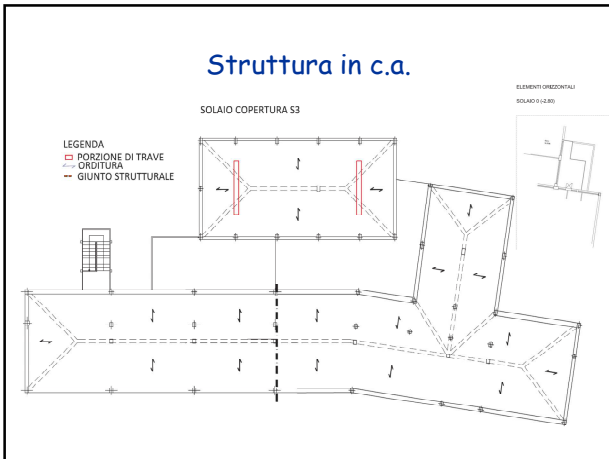 Struttura in c.a.
ELEMENTI ORIZZONTALI
SOLAIO 0 (-2.80)
SOLAIO COPERTURA S3
LEGENDA
PORZIONE DI TRAVE
ORDITURA
GIUNTO STRUTTURALE